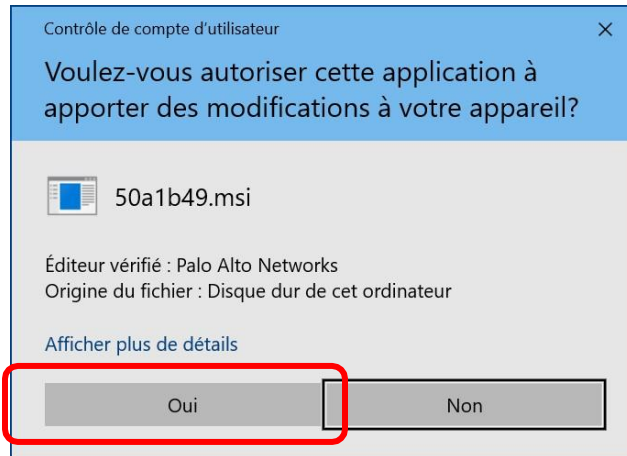 Contrôle de compte d'utilisateur
Voulez-vous autoriser cette application à
apporter des modifications à votre appareil?
50a1b49.msi
Éditeur vérifié : Palo Alto Networks
Origine du fichier : Disque dur de cet ordinateur
Afficher plus de détails
Oui Non